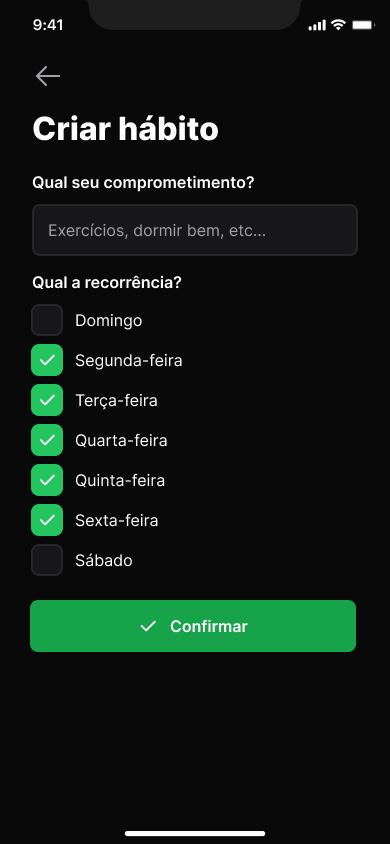 9:41
Criar hábito
Qual seu comprometimento?
Exercícios, dormir bem, etc...
Qual a recorrência?
Domingo
Segunda-feira
Terça-feira
Quarta-feira
Quinta-feira
Sexta-feira
Sábado
Confirmar